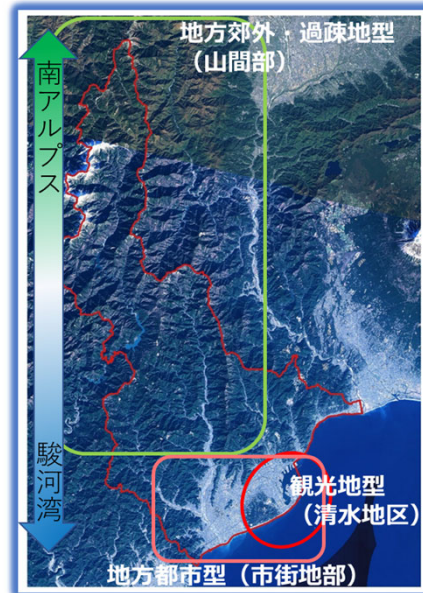 地方郊外・過疎地型
（山間部）
南アルプス
駿河湾
観光地型
（清水地区）
地方都市型（市街地部）